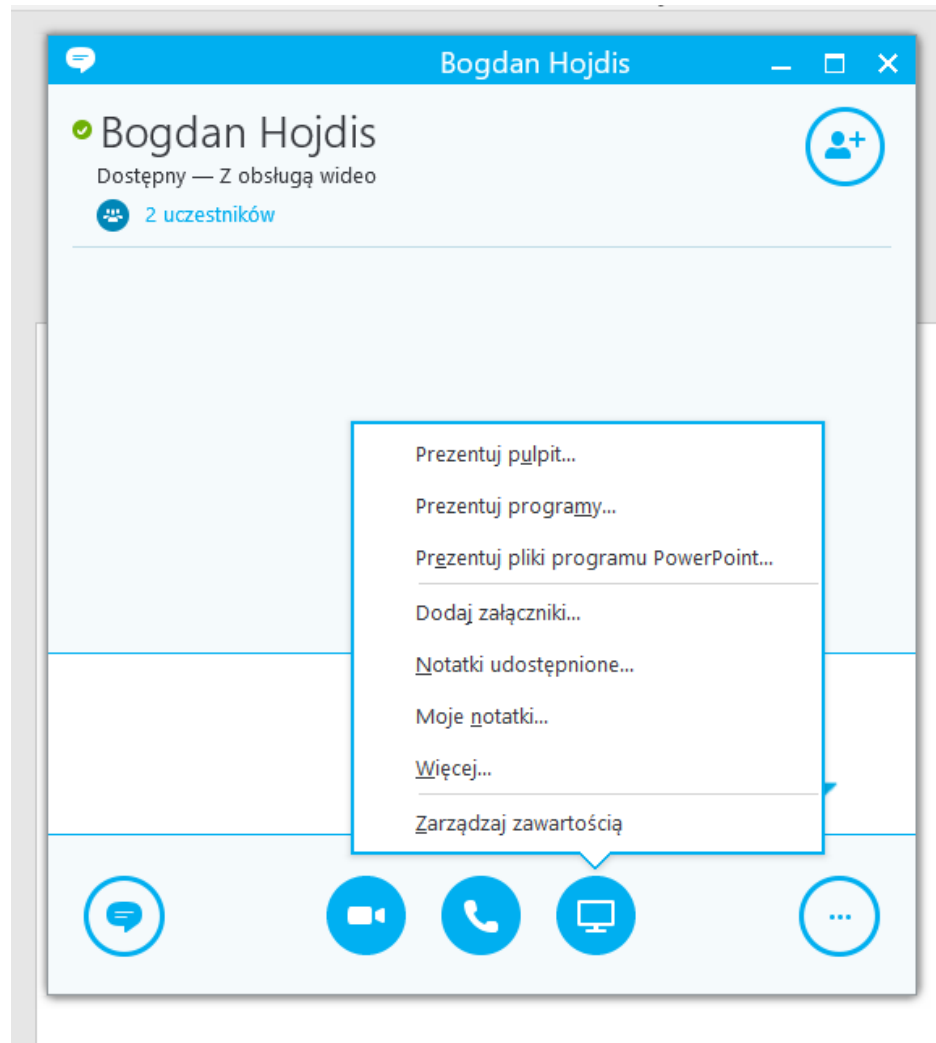 Bogdan Hojdis
Bogdan Hojdis
Dostępny — Z obsługą wideo
2 uczestników
Prezentuj pulpit...
Prezentuj programy...
Prezentuj pliki programu PowerPoint...
Dodaj załączniki...
Notatki udostępnione...
Moje notatki...
Więcej...
Zarządzaj zawartością